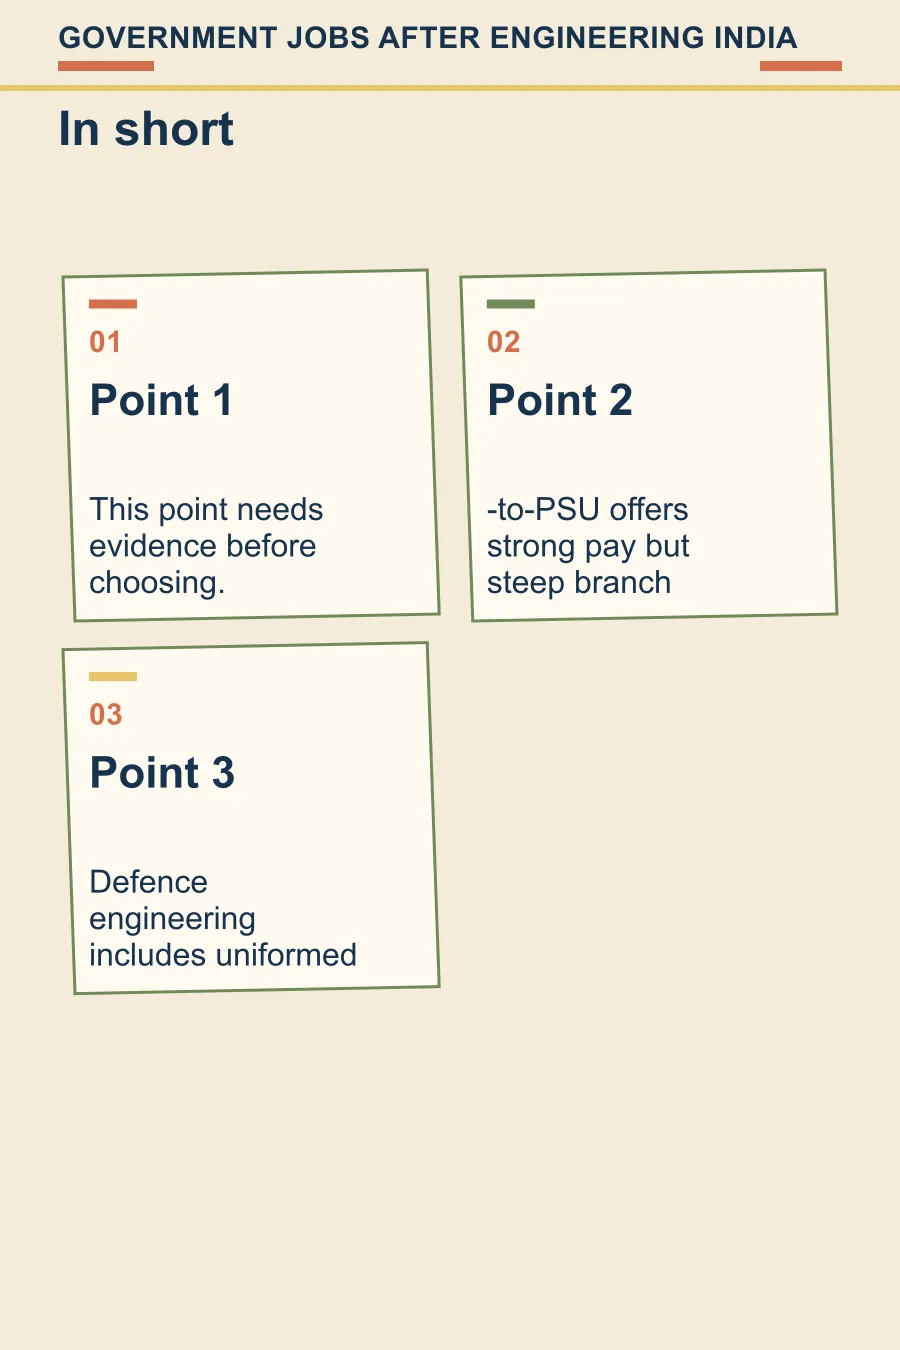 GOVERNMENT JOBS AFTER ENGINEERING INDIA
In short
01
Point 1
This point needs
evidence before
choosing.
02
Point 2
-to-PSU offers
strong pay but
steep branch
03
Point 3
Defence
engineering
includes uniformed